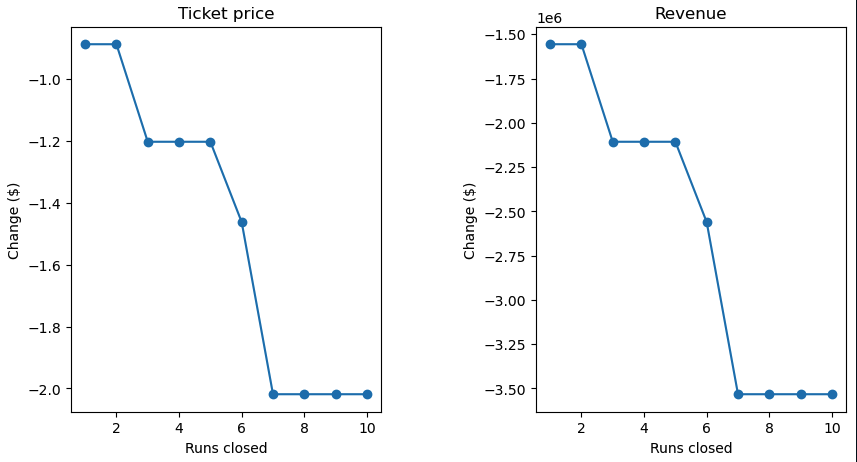 Ticket price
Change ($)
−1.0
−1.2
−1.4
−1.6
−1.8
−2.0
2 4 6 8 10
Runs closed
Revenue
1e6
Change ($)
−1.50
−1.75
−2.00
−2.25
−2.50
−2.75
−3.00
−3.25
−3.50
2 4 6 8 10
Runs closed